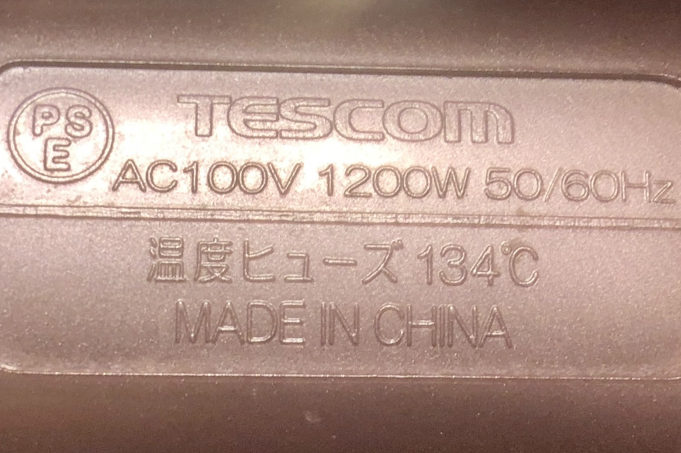 PS
E
TESCOM
AC100V 1200W 50/60Hz
温度ヒューズ 134℃
MADE IN CHINA